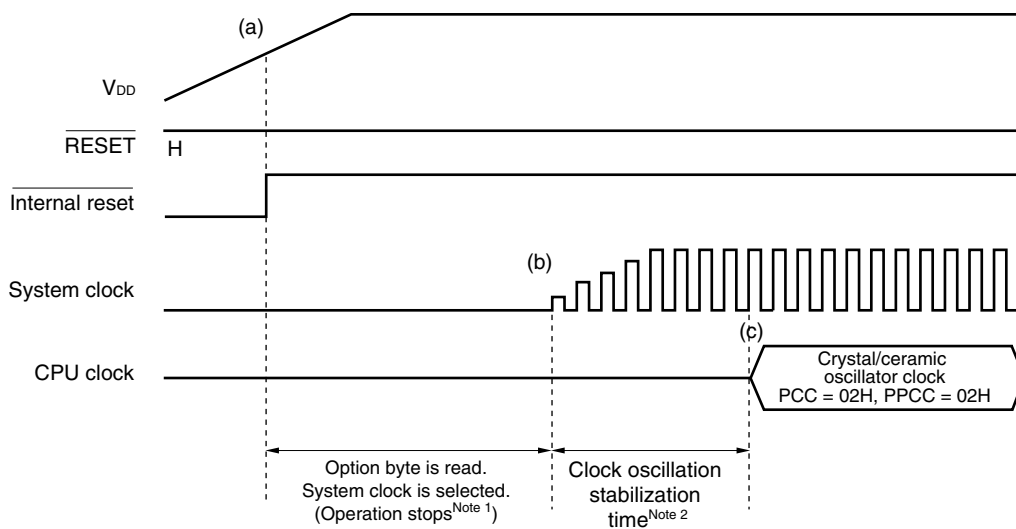 (a)
VDD
RESET
H
Internal reset
(b)
System clock
(c)
CPU clock
Crystal/ceramic
oscillator clock
PCC = 02H, PPCC = 02H
Option byte is read.
System clock is selected.
(Operation stopsNote 1)
Clock oscillation
stabilization
timeNote 2